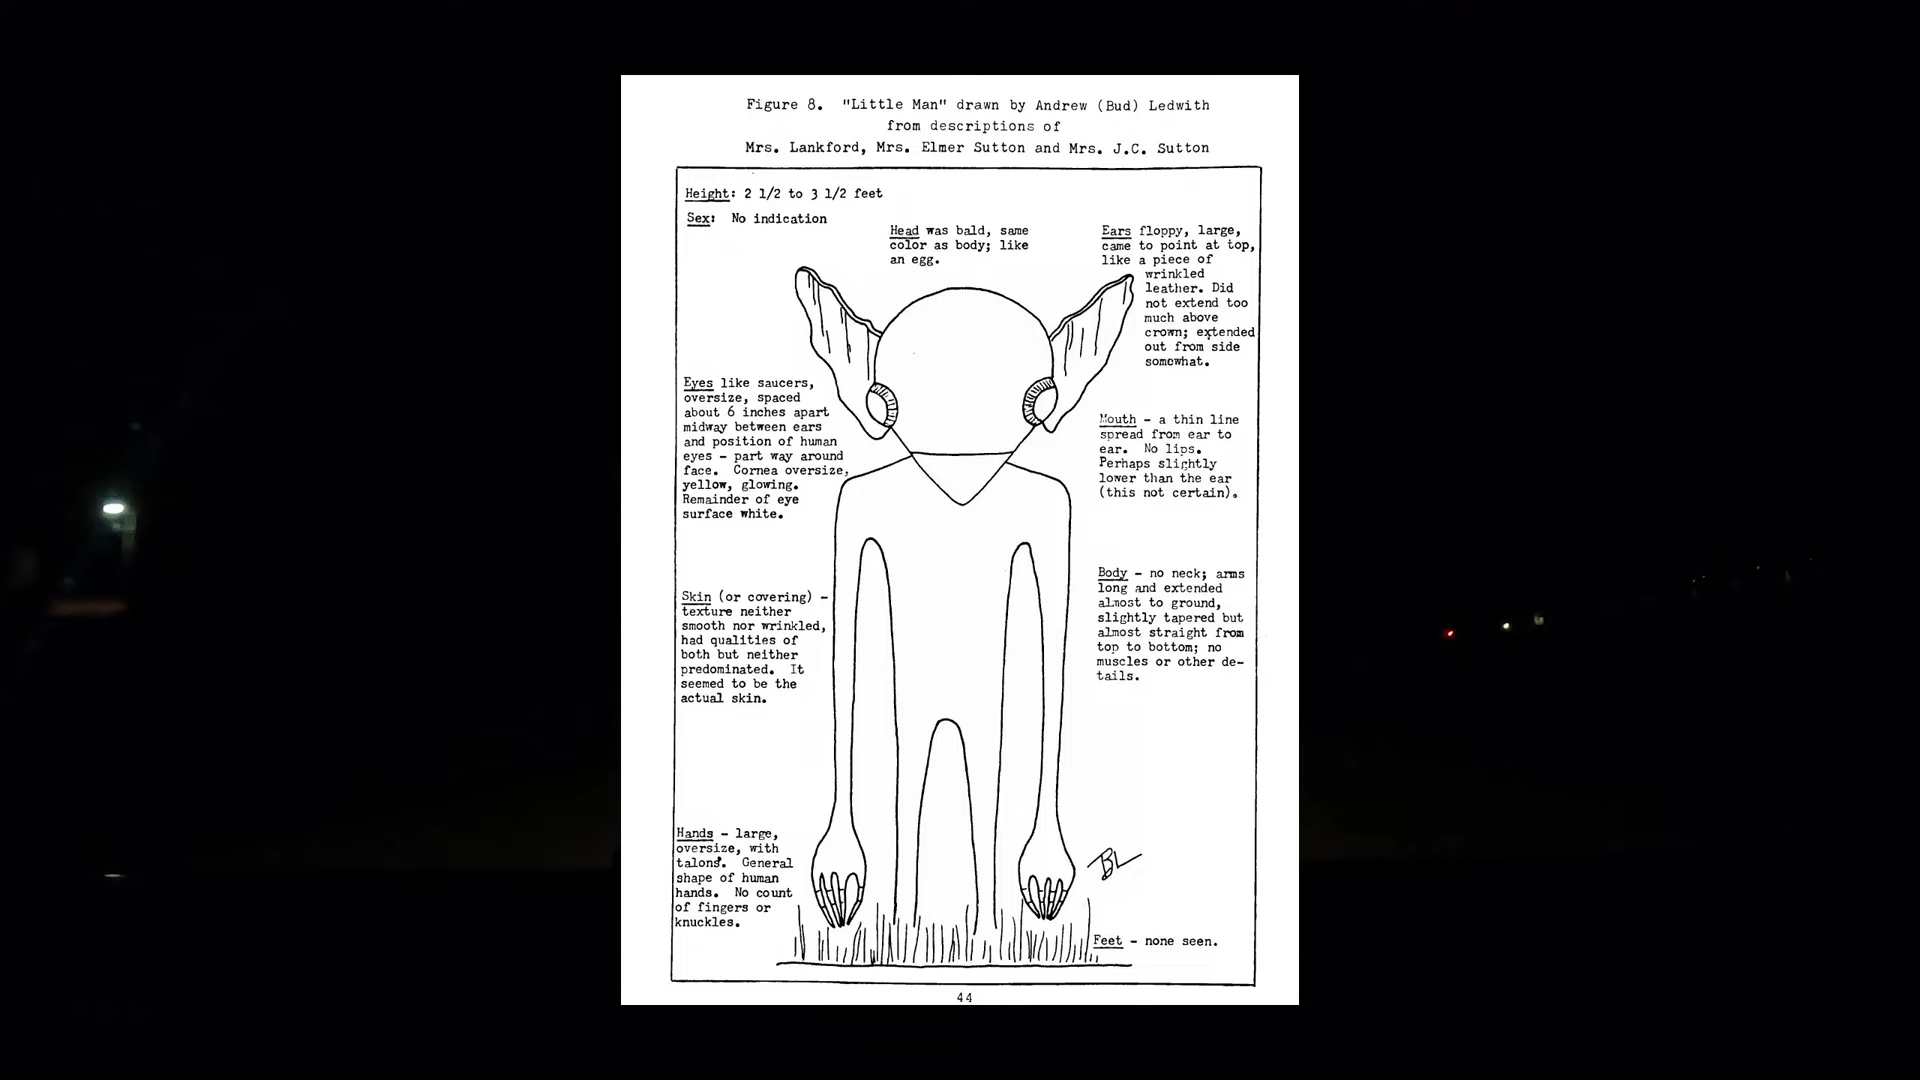 Figure 8. "Little Man" drawn by Andrew (Bud) Ledwith
from descriptions of
Mrs. Lankford, Mrs. Elmer Sutton and Mrs. J.C. Sutton
Height: 2 1/2 to 3 1/2 feet
Sex: No indication
Head was bald, same
color as body; like
an egg.
Ears floppy, large,
came to point at top,
like a piece of
wrinkled
leather. Did
not extend too
much above
crown; extended
out from side
somewhat.
Eyes like saucers,
oversize, spaced
about 6 inches apart
midway between ears
and position of human
eyes - part way around
face. Cornea oversize,
yellow, glowing.
Remainder of eye
surface white.
Mouth - a thin line
spread from ear to
ear. No lips.
Perhaps slightly
lower than the ear
(this not certain).
Skin (or covering) -
texture neither
smooth nor wrinkled,
had qualities of
both but neither
predominated. It
seemed to be the
actual skin.
Body - no neck; arms
long and extended
almost to ground,
slightly tapered but
almost straight from
top to bottom; no
muscles or other de-
tails.
Hands - large,
oversize, with
talons. General
shape of human
hands. No count
of fingers or
knuckles.
BL
Feet - none seen.
44